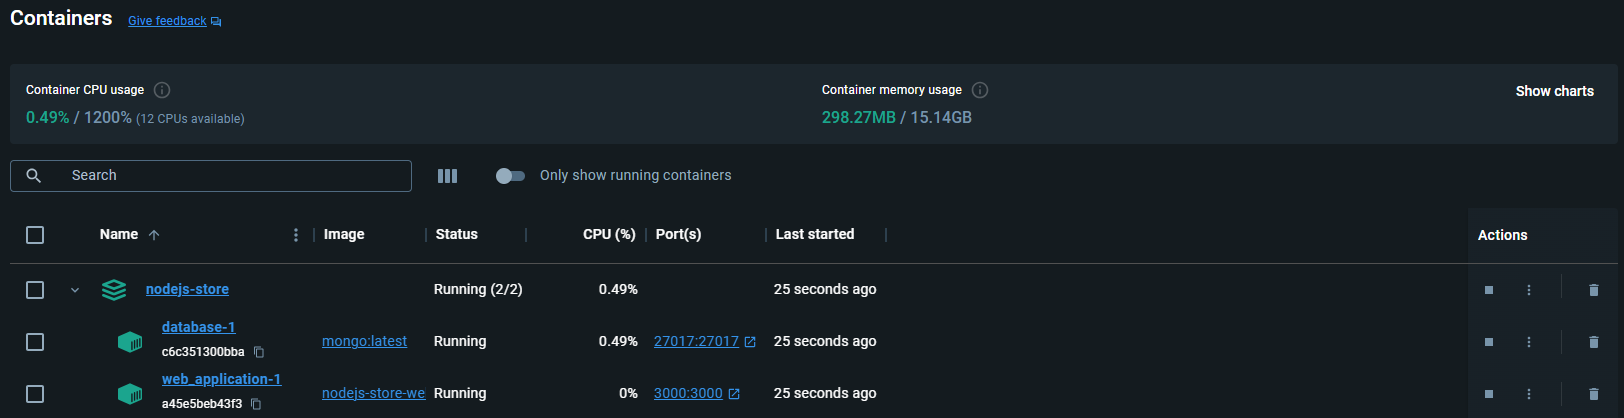 Containers Give feedback
Container CPU usage Container memory usage Show charts
0.49% / 1200% (12 CPUs available) 298.27MB / 15.14GB
Search Only show running containers
Name Image Status CPU (%) Port(s) Last started Actions
nodejs-store Running (2/2) 0.49% 25 seconds ago
database-1
c6c351300bba mongo:latest Running 0.49% 27017:27017 25 seconds ago
web_application-1
a45e5beb43f3 nodejs-store-we Running 0% 3000:3000 25 seconds ago